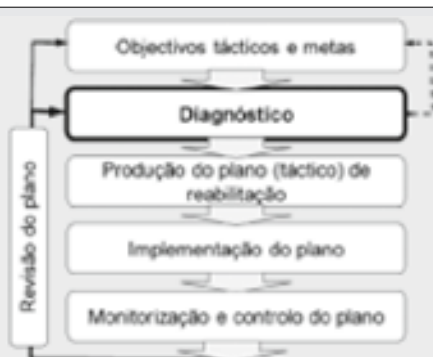 Objectivos tácticos e metas
Diagnóstico
Produção do plano (táctico) de
reabilitação
Implementação do plano
Monitorização e controlo do plano
Revisão do plano